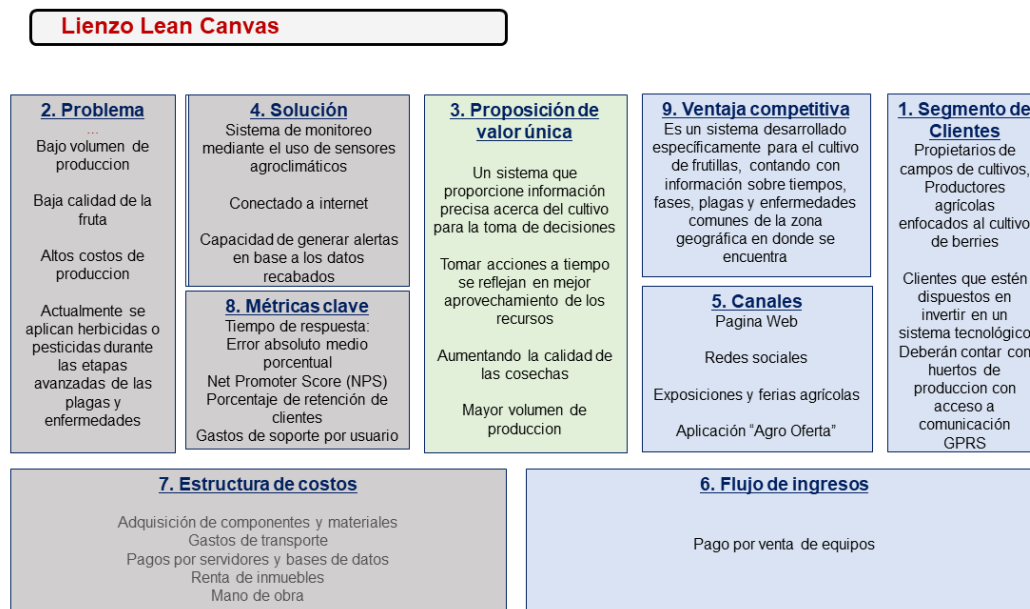 Lienzo Lean Canvas
2. Problema
...
Bajo volumen de
produccion
Baja calidad de la
fruta
Altos costos de
produccion
Actualmente se
aplican herbicidas o
pesticidas durante
las etapas
avanzadas de las
plagas y
enfermedades
4. Solución
Sistema de monitoreo
mediante el uso de sensores
agroclimáticos
Conectado a internet
Capacidad de generar alertas
en base a los datos
recabados
8. Métricas clave
Tiempo de respuesta:
Error absoluto medio
porcentual
Net Promoter Score (NPS)
Porcentaje de retención de
clientes
Gastos de soporte por usuario
3. Proposición de
valor única
Un sistema que
proporcione información
precisa acerca del cultivo
para la toma de decisiones
Tomar acciones a tiempo
se reflejan en mejor
aprovechamiento de los
recursos
Aumentando la calidad de
las cosechas
Mayor volumen de
produccion
9. Ventaja competitiva
Es un sistema desarrollado
específicamente para el cultivo
de frutillas, contando con
información sobre tiempos,
fases, plagas y enfermedades
comunes de la zona
geográfica en donde se
encuentra
5. Canales
Pagina Web
Redes sociales
Exposiciones y ferias agrícolas
Aplicación “Agro Oferta”
1. Segmento de
Clientes
Propietarios de
campos de cultivos,
Productores
agrícolas
enfocados al cultivo
de berries
Clientes que estén
dispuestos en
invertir en un
sistema tecnológico
Deberán contar con
huertos de
produccion con
acceso a
comunicación
GPRS
7. Estructura de costos
Adquisición de componentes y materiales
Gastos de transporte
Pagos por servidores y bases de datos
Renta de inmuebles
Mano de obra
6. Flujo de ingresos
Pago por venta de equipos